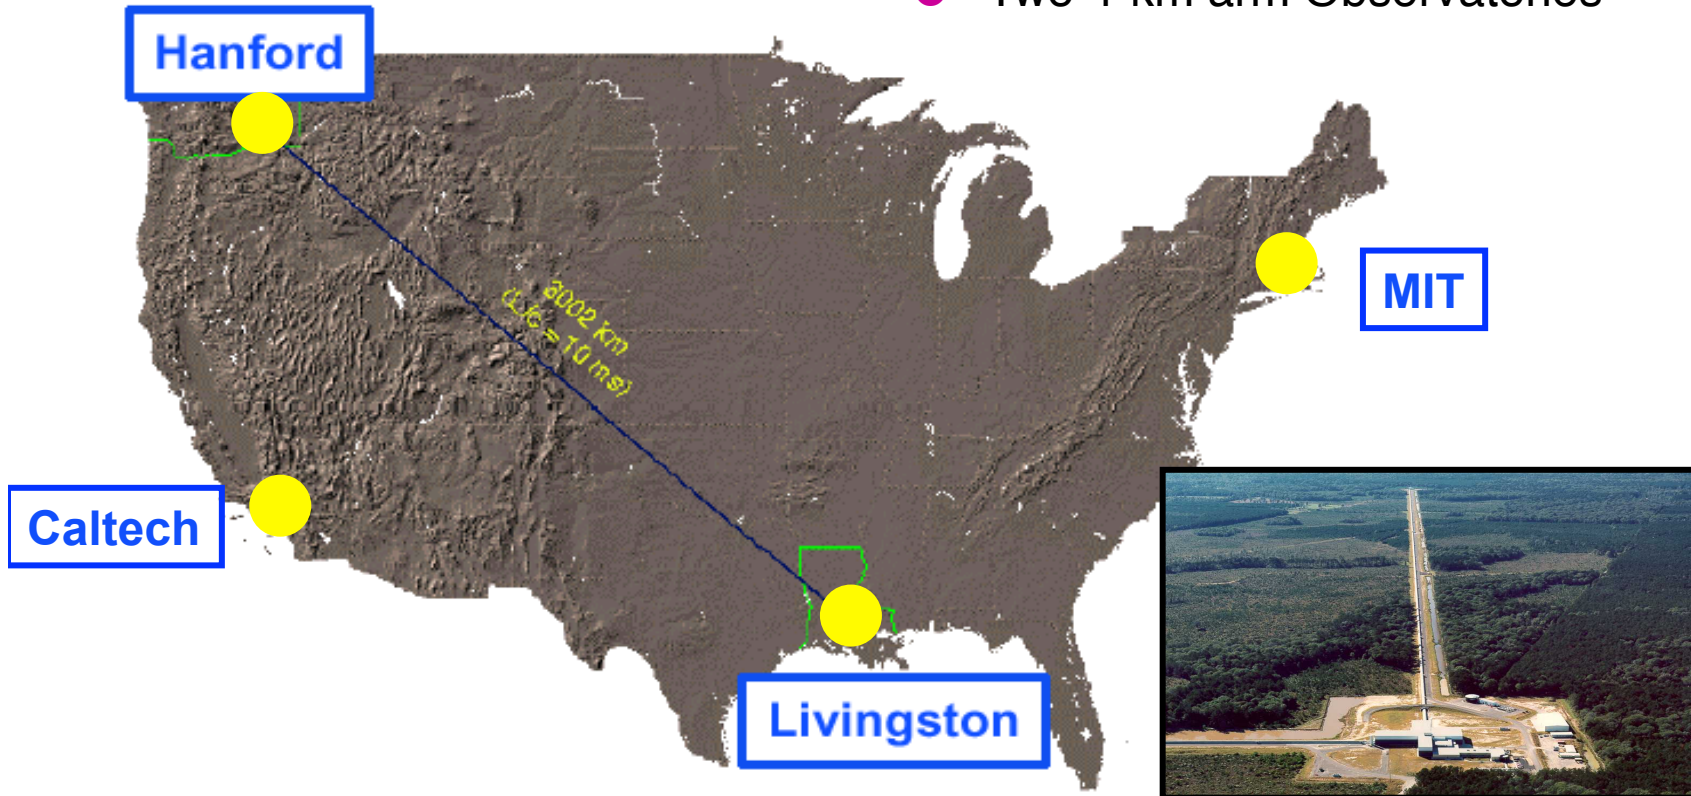 Two 4 km arm Observatories
Hanford
3002 km
(L/c = 10 ms)
MIT
Caltech
Livingston